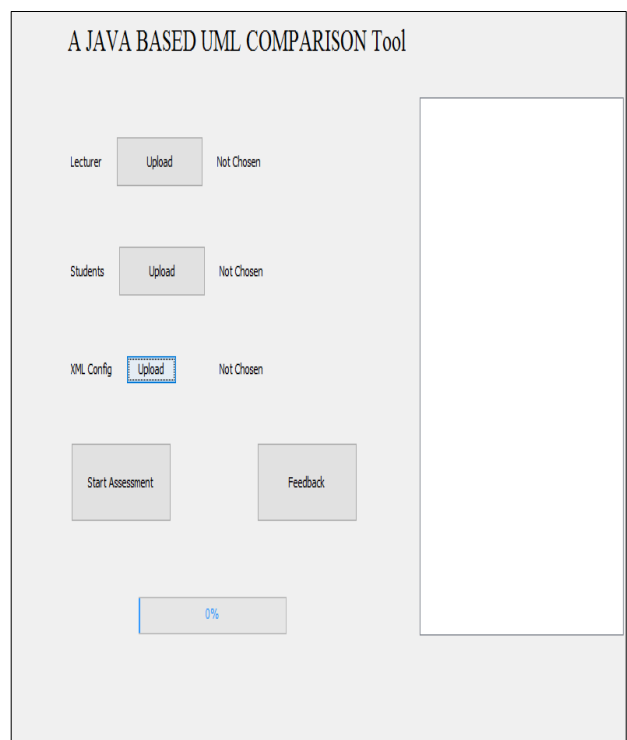 A JAVA BASED UML COMPARISON Tool
Lecturer Upload Not Chosen
Students Upload Not Chosen
XML Config Upload Not Chosen
Start Assessment Feedback
0%